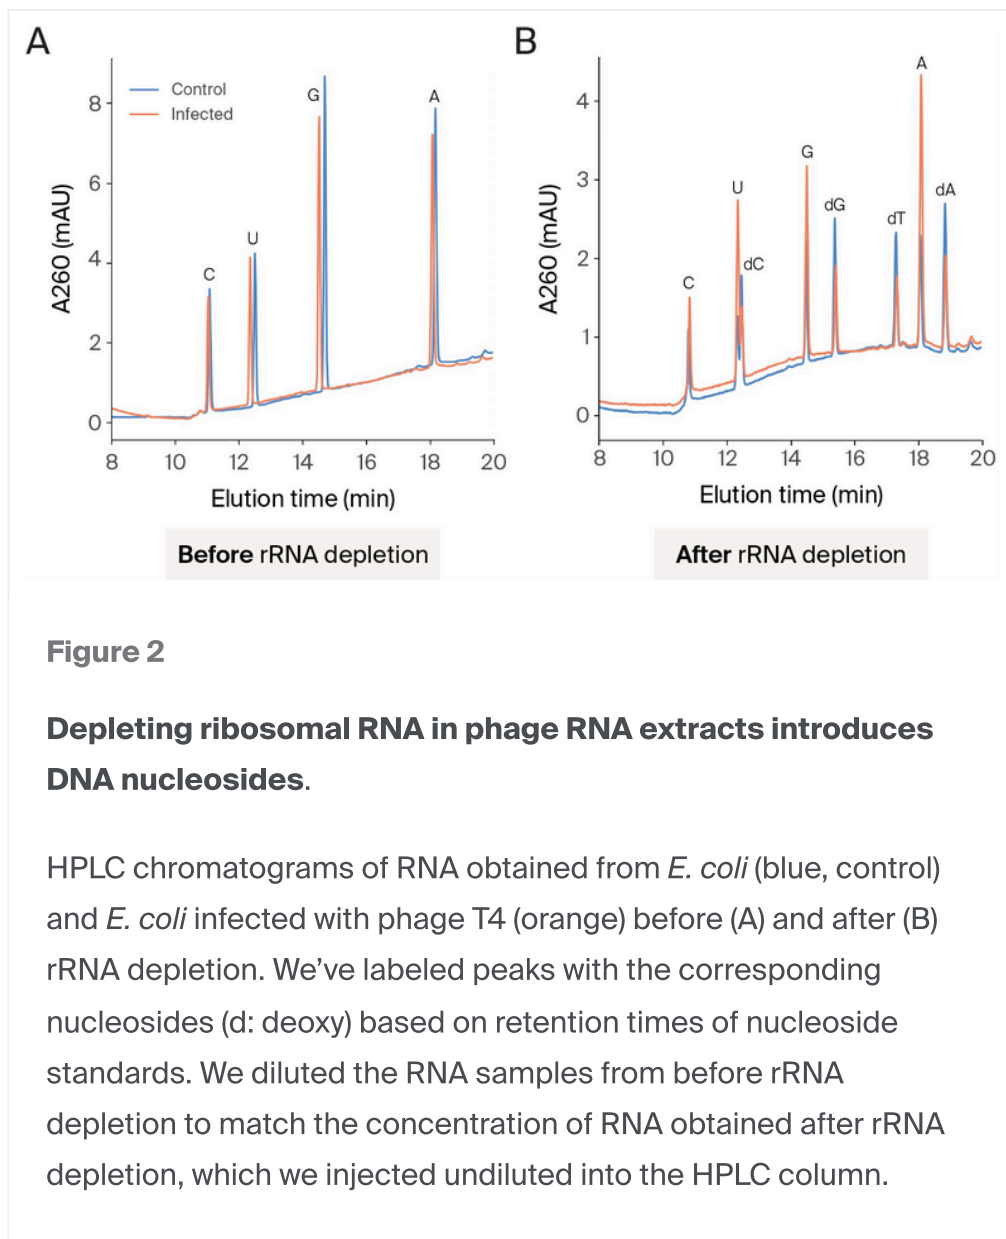 A
B
Control
Infected
G
A
U
C
8
6
4
2
0
A260 (mAU)
8 10 12 14 16 18 20
Elution time (min)
Before rRNA depletion
A
G
U
dG
dT
dA
dC
C
4
3
2
1
0
A260 (mAU)
8 10 12 14 16 18 20
Elution time (min)
After rRNA depletion
Figure 2
Depleting ribosomal RNA in phage RNA extracts introduces
DNA nucleosides.
HPLC chromatograms of RNA obtained from E. coli (blue, control)
and E. coli infected with phage T4 (orange) before (A) and after (B)
rRNA depletion. We’ve labeled peaks with the corresponding
nucleosides (d: deoxy) based on retention times of nucleoside
standards. We diluted the RNA samples from before rRNA
depletion to match the concentration of RNA obtained after rRNA
depletion, which we injected undiluted into the HPLC column.